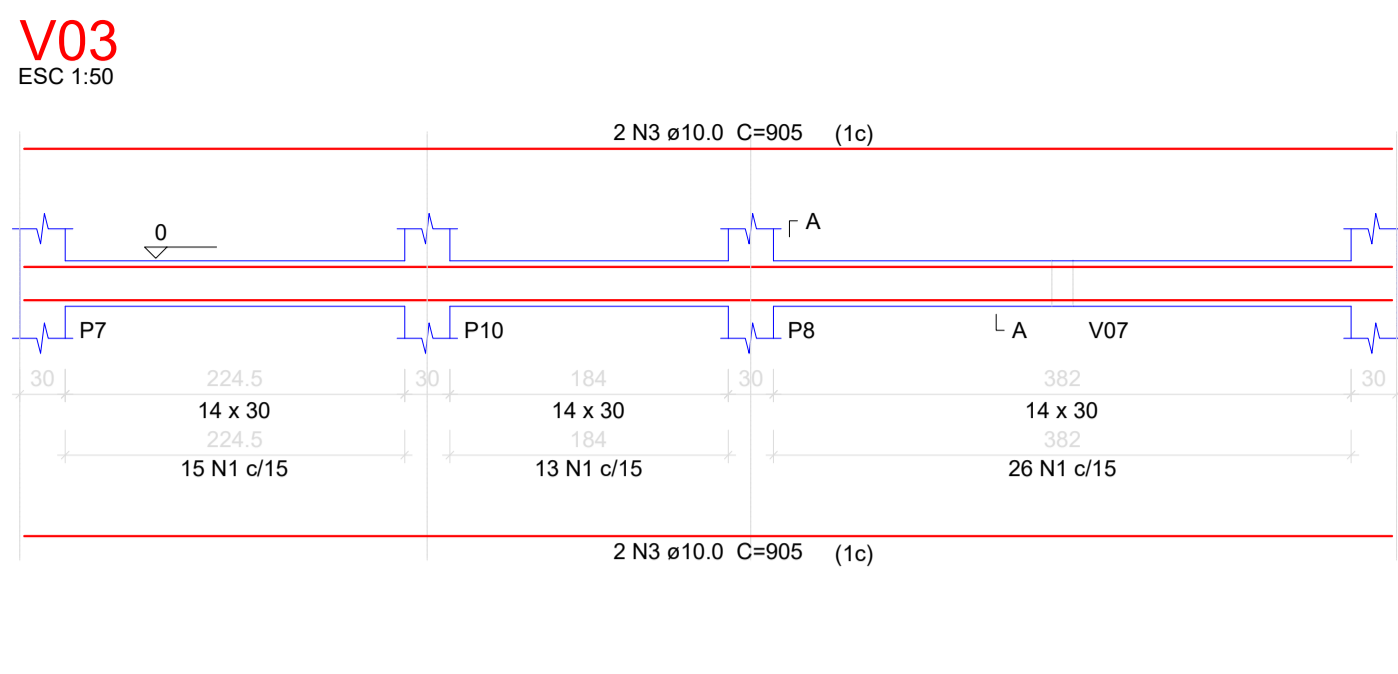 V03
ESC 1:50
2 N3 ø10.0 C=905 (1c)
A
0
P7 P10 P8 A V07
30 224.5 30 184 30 382 30
14 x 30 14 x 30 14 x 30
224.5 184 382
15 N1 c/15 13 N1 c/15 26 N1 c/15
2 N3 ø10.0 C=905 (1c)